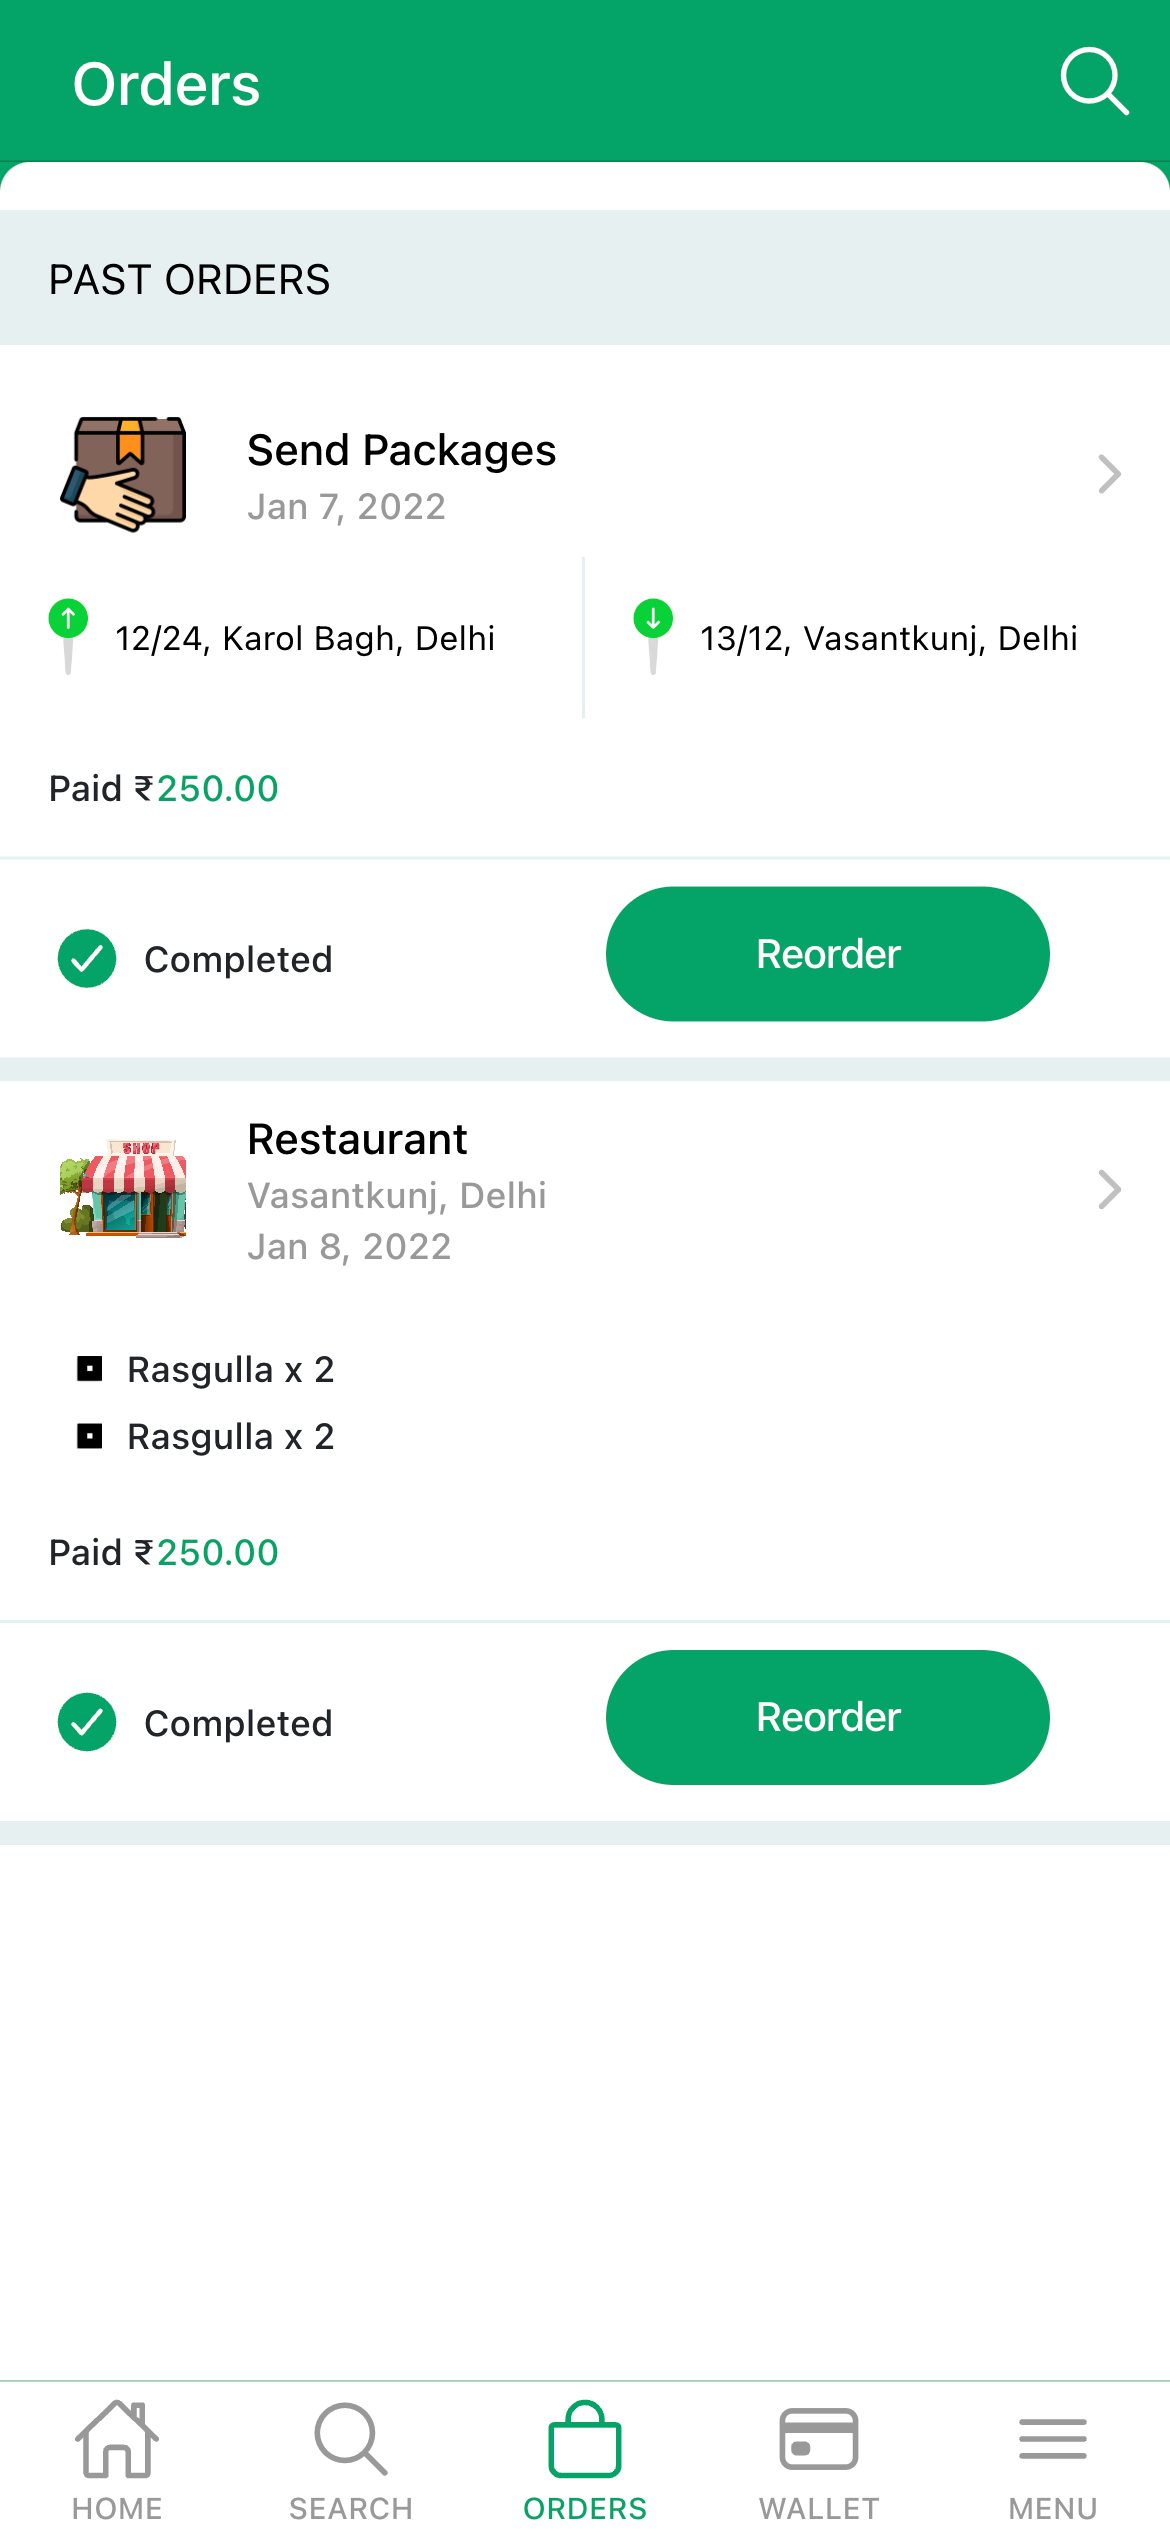 Orders
PAST ORDERS
Send Packages
Jan 7, 2022
12/24, Karol Bagh, Delhi
13/12, Vasantkunj, Delhi
Paid ₹250.00
Completed
Reorder
SHOP
Restaurant
Vasantkunj, Delhi
Jan 8, 2022
Rasgulla x 2
Rasgulla x 2
Paid ₹250.00
Completed
Reorder
HOME
SEARCH
ORDERS
WALLET
MENU